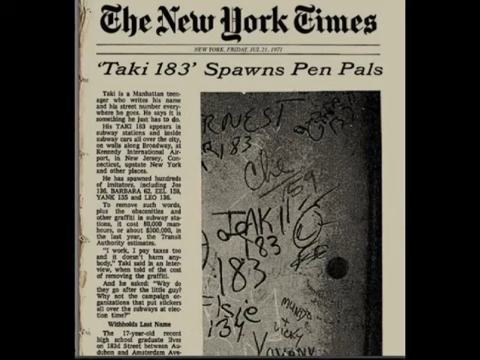 The New York Times
NEW YORK, FRIDAY, JUL 21, 1971
'Taki 183' Spawns Pen Pals
Taki is a Manhattan teen-
ager who writes his name
and his street number every-
where he goes. He says it is
something he just has to do.
His TAKI 183 appears in
subway stations and inside
subway cars all over the city,
on walls along Broadway, at
Kennedy International Air-
port, in New Jersey, Con-
necticut, upstate New York
and other places.
He has spawned hundreds
of imitators, including Joe
136, BARBARA 62, EEL 159,
YANK 135 and LEO 136.
To remove such words,
plus the obscenities and
other graffiti in subway sta-
tions, it cost 80,000 man-
hours, or about $300,000, in
the last year, the Transit
Authority estimates.
"I work, I pay taxes too
and it doesn't harm any-
body," Taki said in an inter-
view, when told of the cost
of removing the graffiti.
And he asked: "Why do
they go after the little guy?
Why not the campaign or-
ganizations that put stickers
all over the subways at elec-
tion time?"
Withholds Last Name
The 17-year-old recent
high school graduate lives
on 183d Street between Au-
dubon and Amsterdam Ave-
RNEST
183
Che
159
TAKI
183
183
Elsie
134